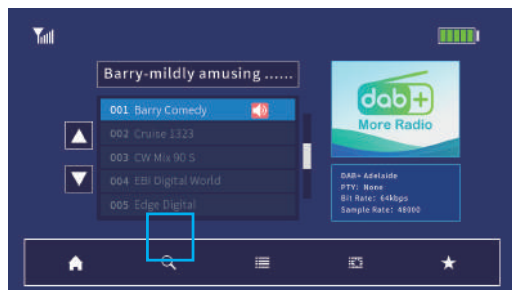 Barry-mildly amusing ......
001 Barry Comedy
002 Cruise 1323
003 CW Mix 90 S
004 EBI Digital World
005 Edge Digital
dab+
More Radio
DAB+ Adelaide
PTY: None
Bit Rate: 64kbps
Sample Rate: 48000